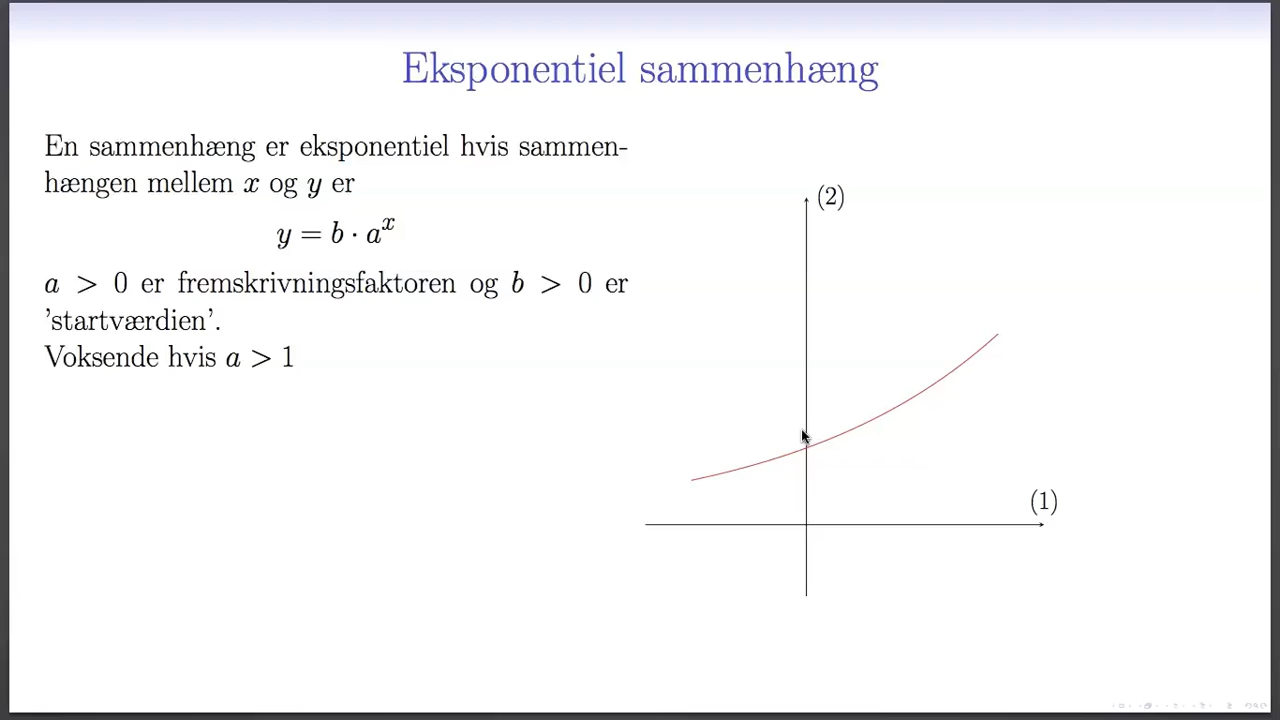 Eksponentiel sammenhæng
En sammenhæng er eksponentiel hvis sammen-
hængen mellem x og y er
y = b · aˣ
a > 0 er fremskrivningsfaktoren og b > 0 er
’startværdien’.
Voksende hvis a > 1
(2)
(1)